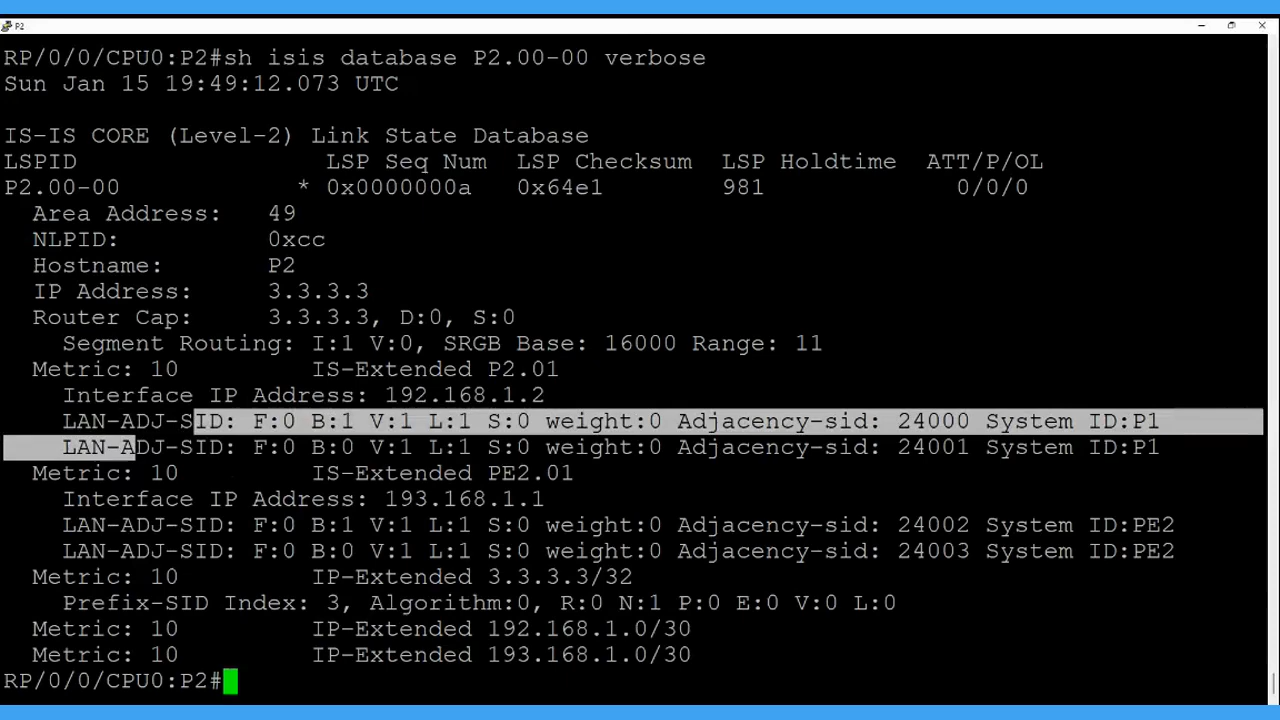 P2
RP/0/0/CPU0:P2#sh isis database P2.00-00 verbose
Sun Jan 15 19:49:12.073 UTC
IS-IS CORE (Level-2) Link State Database
LSPID                 LSP Seq Num  LSP Checksum  LSP Holdtime  ATT/P/OL
P2.00-00            * 0x0000000a   0x64e1        981             0/0/0
  Area Address:   49
  NLPID:          0xcc
  Hostname:       P2
  IP Address:     3.3.3.3
  Router Cap:     3.3.3.3, D:0, S:0
    Segment Routing: I:1 V:0, SRGB Base: 16000 Range: 11
  Metric: 10         IS-Extended P2.01
    Interface IP Address: 192.168.1.2
    LAN-ADJ-SID: F:0 B:1 V:1 L:1 S:0 weight:0 Adjacency-sid: 24000 System ID:P1
    LAN-ADJ-SID: F:0 B:0 V:1 L:1 S:0 weight:0 Adjacency-sid: 24001 System ID:P1
  Metric: 10         IS-Extended PE2.01
    Interface IP Address: 193.168.1.1
    LAN-ADJ-SID: F:0 B:1 V:1 L:1 S:0 weight:0 Adjacency-sid: 24002 System ID:PE2
    LAN-ADJ-SID: F:0 B:0 V:1 L:1 S:0 weight:0 Adjacency-sid: 24003 System ID:PE2
  Metric: 10         IP-Extended 3.3.3.3/32
    Prefix-SID Index: 3, Algorithm:0, R:0 N:1 P:0 E:0 V:0 L:0
  Metric: 10         IP-Extended 192.168.1.0/30
  Metric: 10         IP-Extended 193.168.1.0/30
RP/0/0/CPU0:P2#